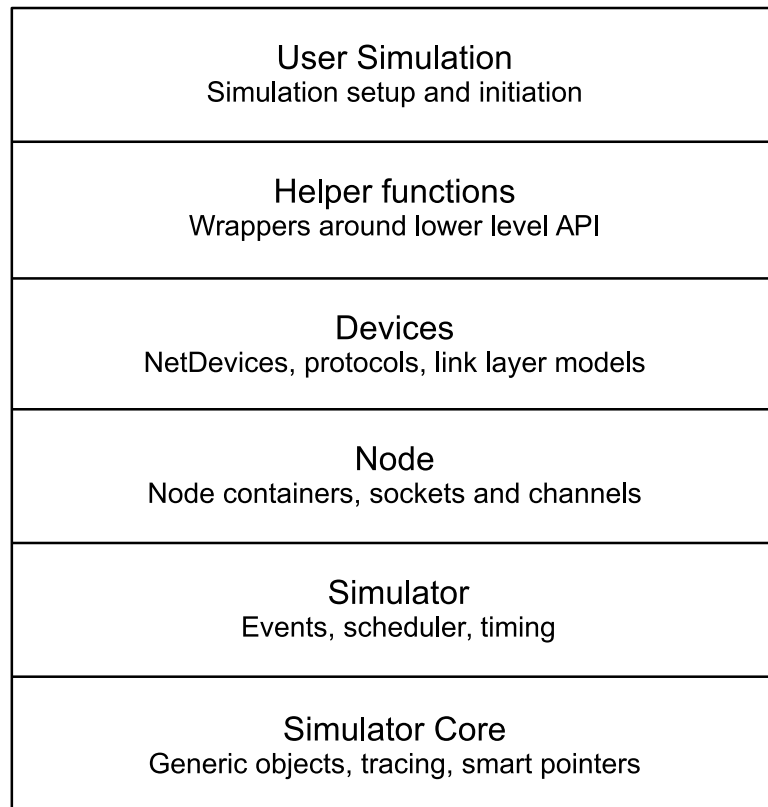 User Simulation
Simulation setup and initiation
Helper functions
Wrappers around lower level API
Devices
NetDevices, protocols, link layer models
Node
Node containers, sockets and channels
Simulator
Events, scheduler, timing
Simulator Core
Generic objects, tracing, smart pointers